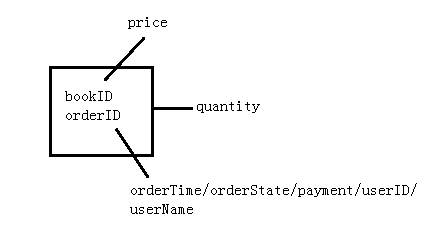 price
bookID
orderID
quantity
orderTime/orderState/payment/userID/
userName